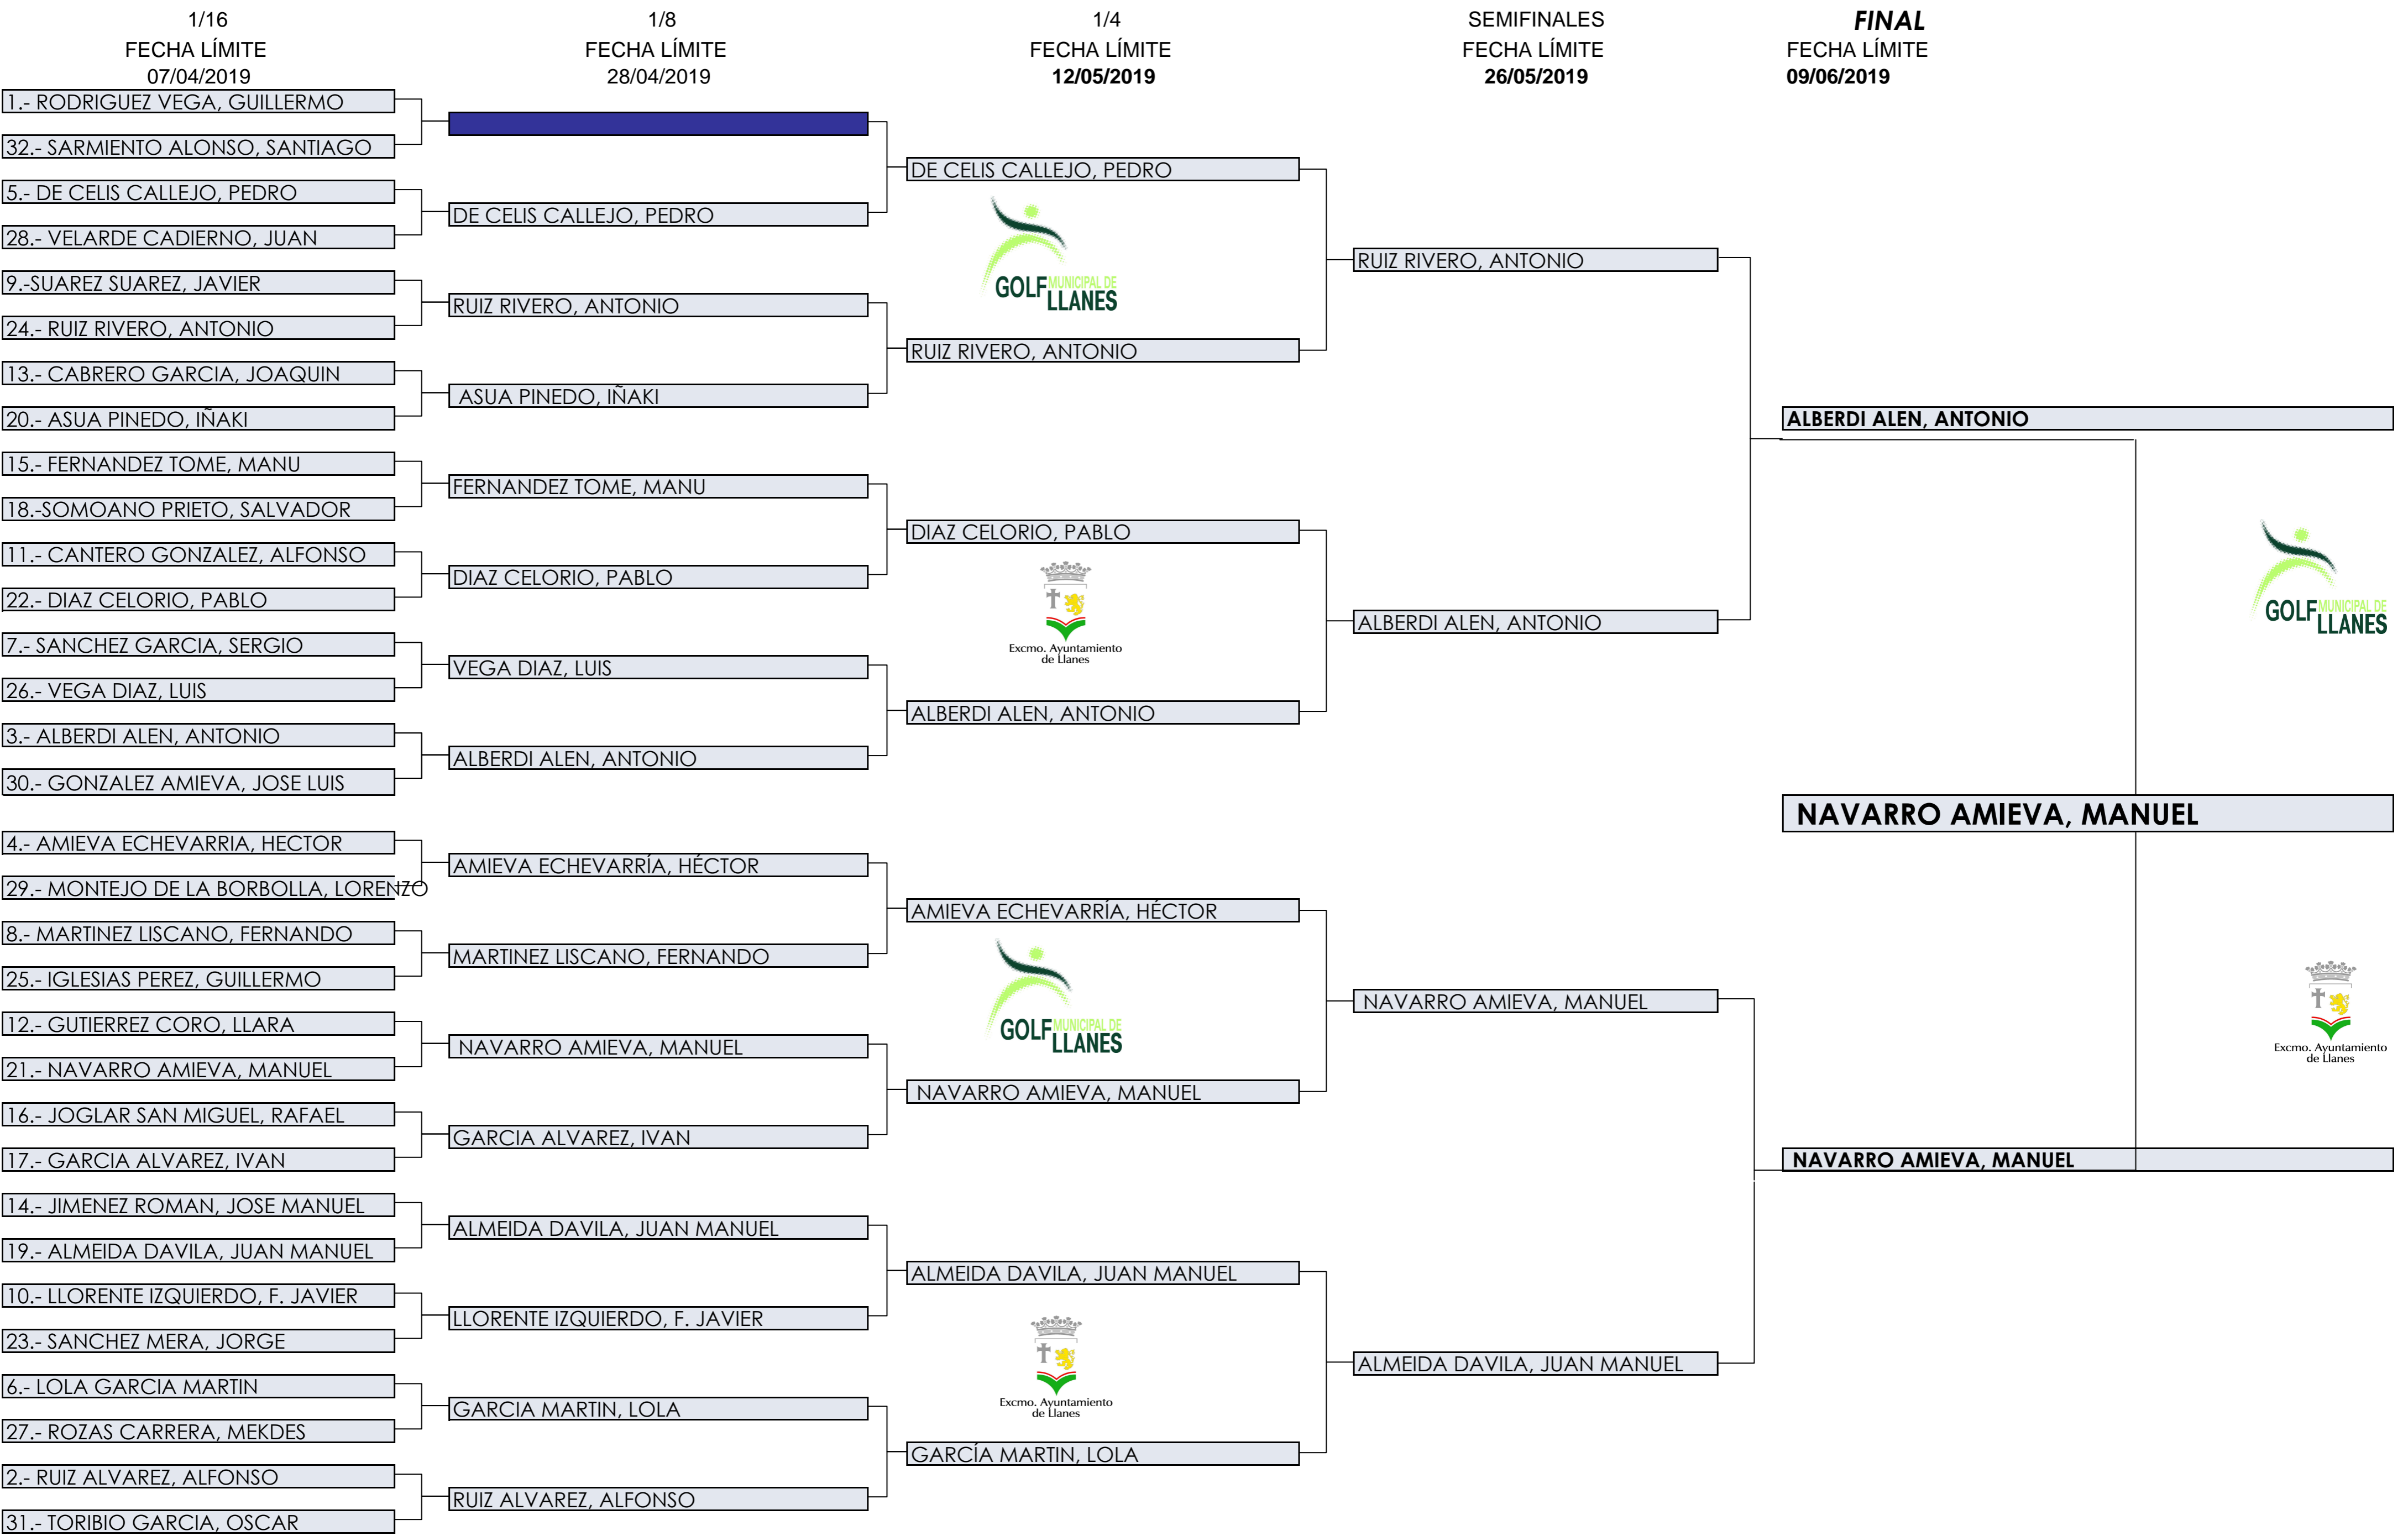 1/16
FECHA LÍMITE
07/04/2019
1/8
FECHA LÍMITE
28/04/2019
1/4
FECHA LÍMITE
12/05/2019
SEMIFINALES
FECHA LÍMITE
26/05/2019
FINAL
FECHA LÍMITE
09/06/2019
1.- RODRIGUEZ VEGA, GUILLERMO
32.- SARMIENTO ALONSO, SANTIAGO
5.- DE CELIS CALLEJO, PEDRO
28.- VELARDE CADIERNO, JUAN
9.-SUAREZ SUAREZ, JAVIER
24.- RUIZ RIVERO, ANTONIO
13.- CABRERO GARCIA, JOAQUIN
20.- ASUA PINEDO, IÑAKI
15.- FERNANDEZ TOME, MANU
18.-SOMOANO PRIETO, SALVADOR
11.- CANTERO GONZALEZ, ALFONSO
22.- DIAZ CELORIO, PABLO
7.- SANCHEZ GARCIA, SERGIO
26.- VEGA DIAZ, LUIS
3.- ALBERDI ALEN, ANTONIO
30.- GONZALEZ AMIEVA, JOSE LUIS
4.- AMIEVA ECHEVARRIA, HECTOR
29.- MONTEJO DE LA BORBOLLA, LORENZO
8.- MARTINEZ LISCANO, FERNANDO
25.- IGLESIAS PEREZ, GUILLERMO
12.- GUTIERREZ CORO, LLARA
21.- NAVARRO AMIEVA, MANUEL
16.- JOGLAR SAN MIGUEL, RAFAEL
17.- GARCIA ALVAREZ, IVAN
14.- JIMENEZ ROMAN, JOSE MANUEL
19.- ALMEIDA DAVILA, JUAN MANUEL
10.- LLORENTE IZQUIERDO, F. JAVIER
23.- SANCHEZ MERA, JORGE
6.- LOLA GARCIA MARTIN
27.- ROZAS CARRERA, MEKDES
2.- RUIZ ALVAREZ, ALFONSO
31.- TORIBIO GARCIA, OSCAR
DE CELIS CALLEJO, PEDRO
RUIZ RIVERO, ANTONIO
ASUA PINEDO, IÑAKI
FERNANDEZ TOME, MANU
DIAZ CELORIO, PABLO
VEGA DIAZ, LUIS
ALBERDI ALEN, ANTONIO
AMIEVA ECHEVARRÍA, HÉCTOR
MARTINEZ LISCANO, FERNANDO
NAVARRO AMIEVA, MANUEL
GARCIA ALVAREZ, IVAN
ALMEIDA DAVILA, JUAN MANUEL
LLORENTE IZQUIERDO, F. JAVIER
GARCIA MARTIN, LOLA
RUIZ ALVAREZ, ALFONSO
DE CELIS CALLEJO, PEDRO
GOLF MUNICIPAL DE
LLANES
RUIZ RIVERO, ANTONIO
DIAZ CELORIO, PABLO
Excmo. Ayuntamiento
de Llanes
ALBERDI ALEN, ANTONIO
AMIEVA ECHEVARRÍA, HÉCTOR
GOLF MUNICIPAL DE
LLANES
NAVARRO AMIEVA, MANUEL
ALMEIDA DAVILA, JUAN MANUEL
Excmo. Ayuntamiento
de Llanes
GARCÍA MARTIN, LOLA
RUIZ RIVERO, ANTONIO
ALBERDI ALEN, ANTONIO
NAVARRO AMIEVA, MANUEL
ALMEIDA DAVILA, JUAN MANUEL
ALBERDI ALEN, ANTONIO
GOLF MUNICIPAL DE
LLANES
NAVARRO AMIEVA, MANUEL
Excmo. Ayuntamiento
de Llanes
NAVARRO AMIEVA, MANUEL